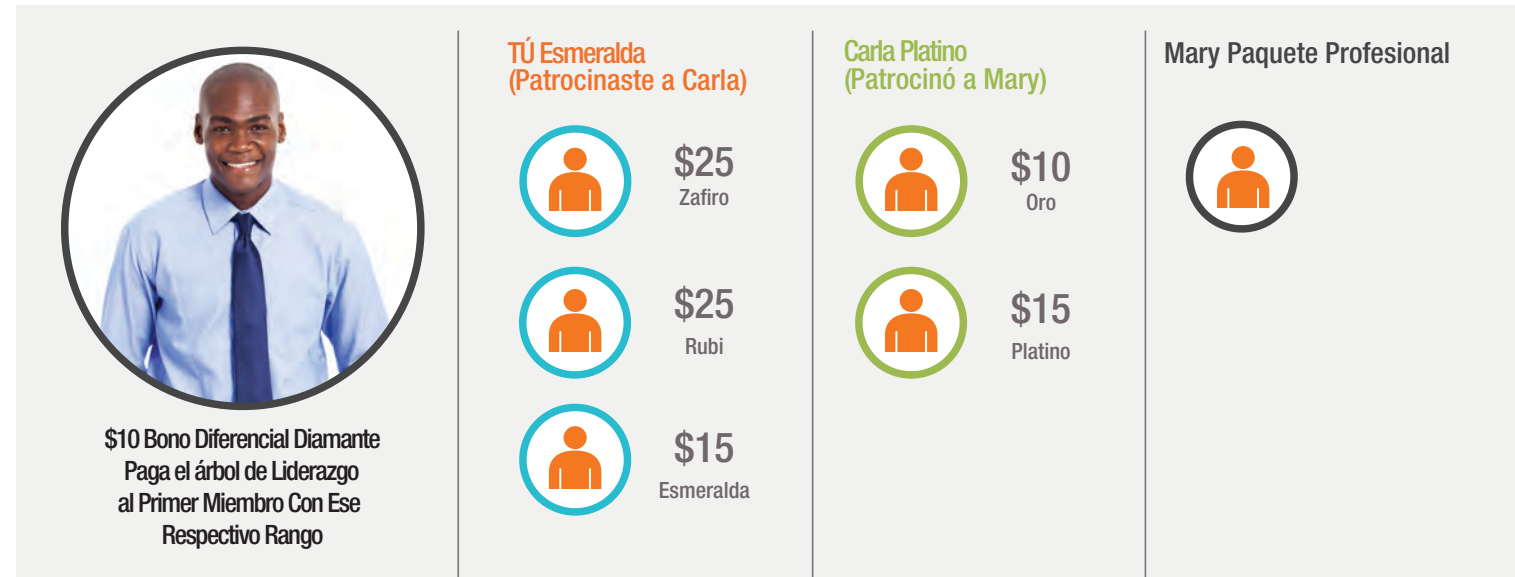 $10 Bono Diferencial Diamante
Paga el árbol de Liderazgo
al Primer Miembro Con Ese
Respectivo Rango
TÚ Esmeralda
(Patrocinaste a Carla)
$25
Zafiro
$25
Rubi
$15
Esmeralda
Carla Platino
(Patrocinó a Mary)
$10
Oro
$15
Platino
Mary Paquete Profesional